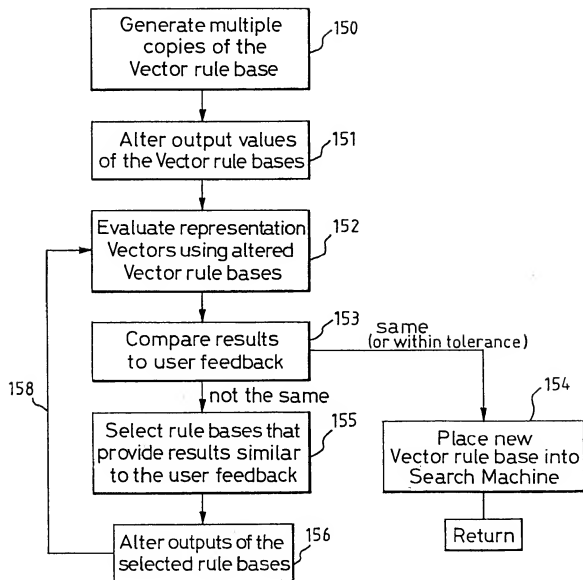 Generate multiple
copies of the
Vector rule base
150
Alter output values
of the Vector rule bases
151
Evaluate representation
Vectors using altered
Vector rule bases
152
Compare results
to user feedback
153
same
(or within tolerance)
154
Place new
Vector rule base into
Search Machine
Return
not the same
155
Select rule bases that
provide results similar
to the user feedback
158
Alter outputs of the
selected rule bases
156